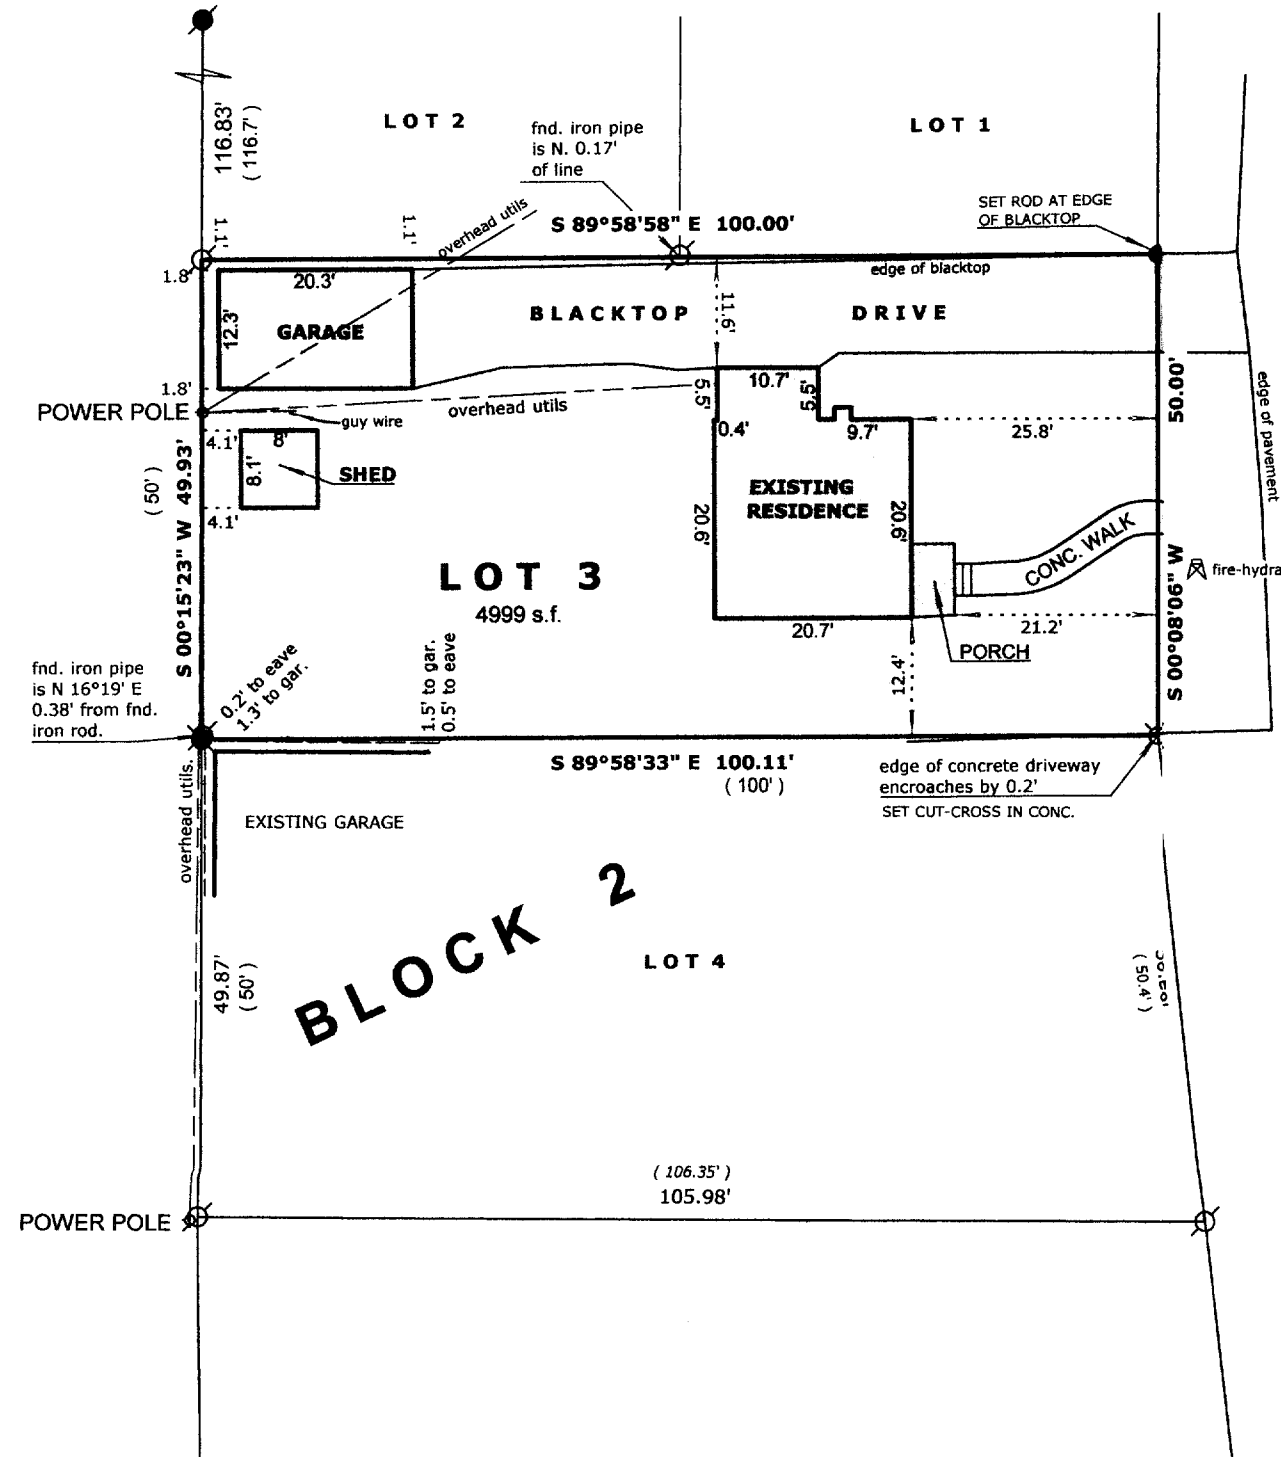 116.83'
( 116.7' )
LOT 2
LOT 1
fnd. iron pipe
is N. 0.17'
of line
SET ROD AT EDGE
OF BLACKTOP
1.1'
1.1'
overhead utils
S 89°58'58" E 100.00'
1.8'
20.3'
edge of blacktop
12.3'
GARAGE
BLACKTOP DRIVE
11.6'
1.8'
POWER POLE
guy wire
overhead utils
5.5'
10.7'
5.5'
0.4'
9.7'
25.8'
50.00'
edge of pavement
4.1'
8'
8.1'
SHED
4.1'
S 00°15'23" W 49.93'
( 50' )
EXISTING
RESIDENCE
20.6'
20.6'
CONC. WALK
fire-hydra
LOT 3
4999 s.f.
20.7'
21.2'
PORCH
12.4'
S 00°08'06" W
fnd. iron pipe
is N 16°19' E
0.38' from fnd.
iron rod.
0.2' to eave
1.3' to gar.
1.5' to gar.
0.5' to eave
S 89°58'33" E 100.11'
( 100' )
edge of concrete driveway
encroaches by 0.2'
SET CUT-CROSS IN CONC.
overhead utils.
EXISTING GARAGE
BLOCK 2
LOT 4
49.87'
( 50' )
( 50.4' )
( 106.35' )
105.98'
POWER POLE